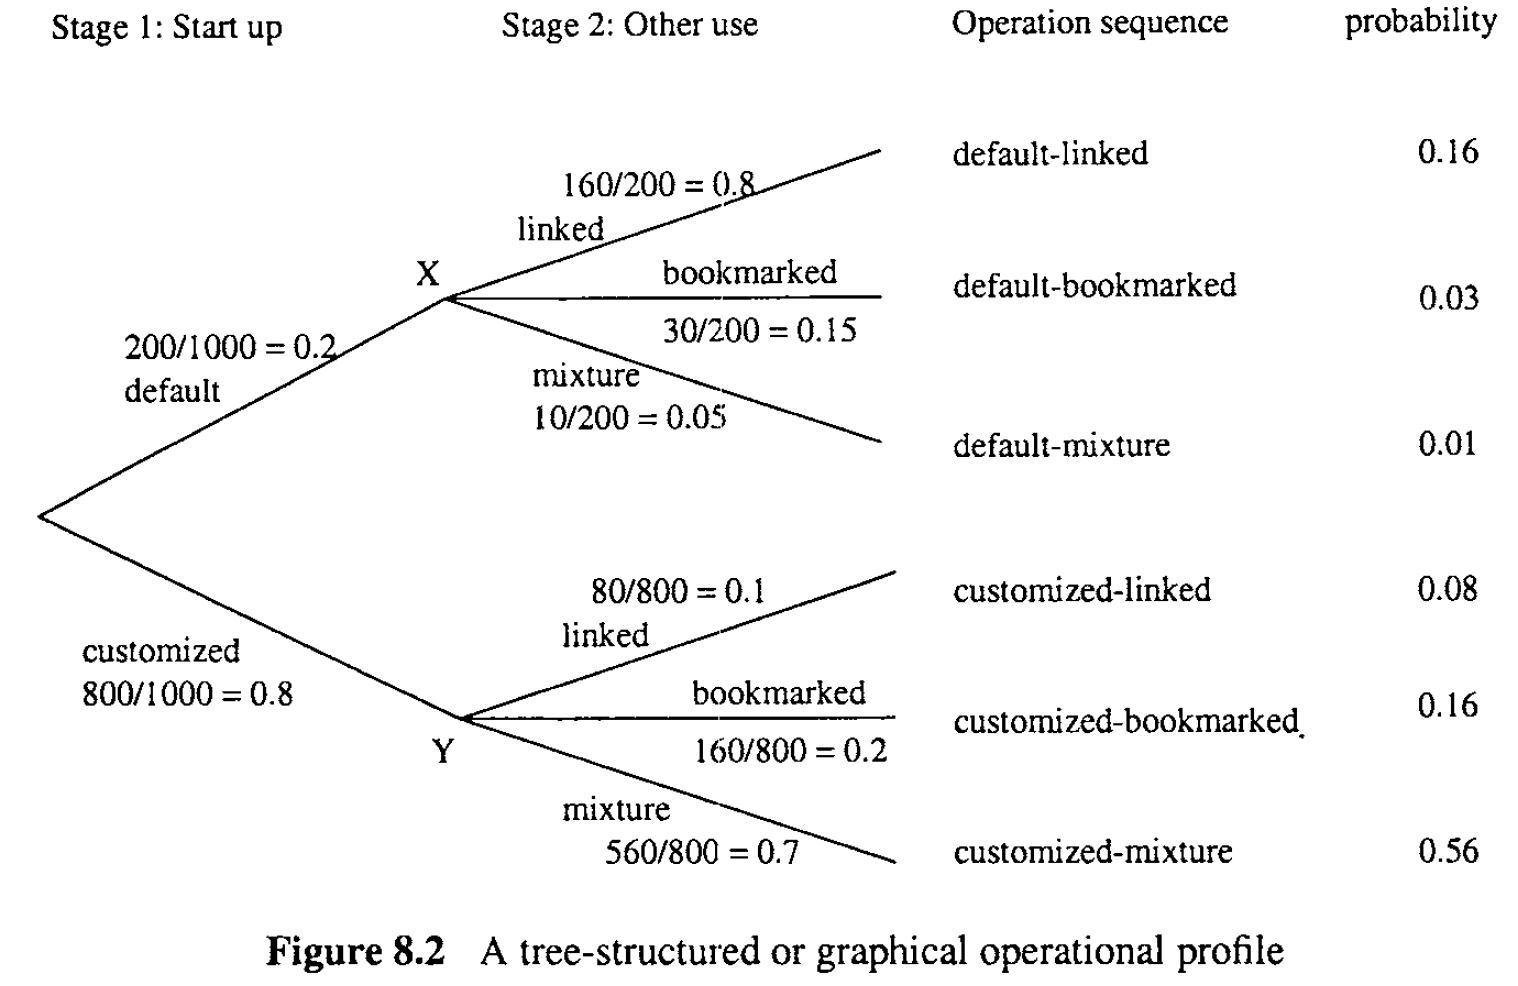 Stage 1: Start up Stage 2: Other use Operation sequence probability
160/200 = 0.8
linked
default-linked 0.16
X
bookmarked
30/200 = 0.15
default-bookmarked 0.03
mixture
10/200 = 0.05
default-mixture 0.01
200/1000 = 0.2
default
customized
800/1000 = 0.8
80/800 = 0.1
linked
customized-linked 0.08
Y
bookmarked
160/800 = 0.2
customized-bookmarked. 0.16
mixture
560/800 = 0.7
customized-mixture 0.56
Figure 8.2 A tree-structured or graphical operational profile